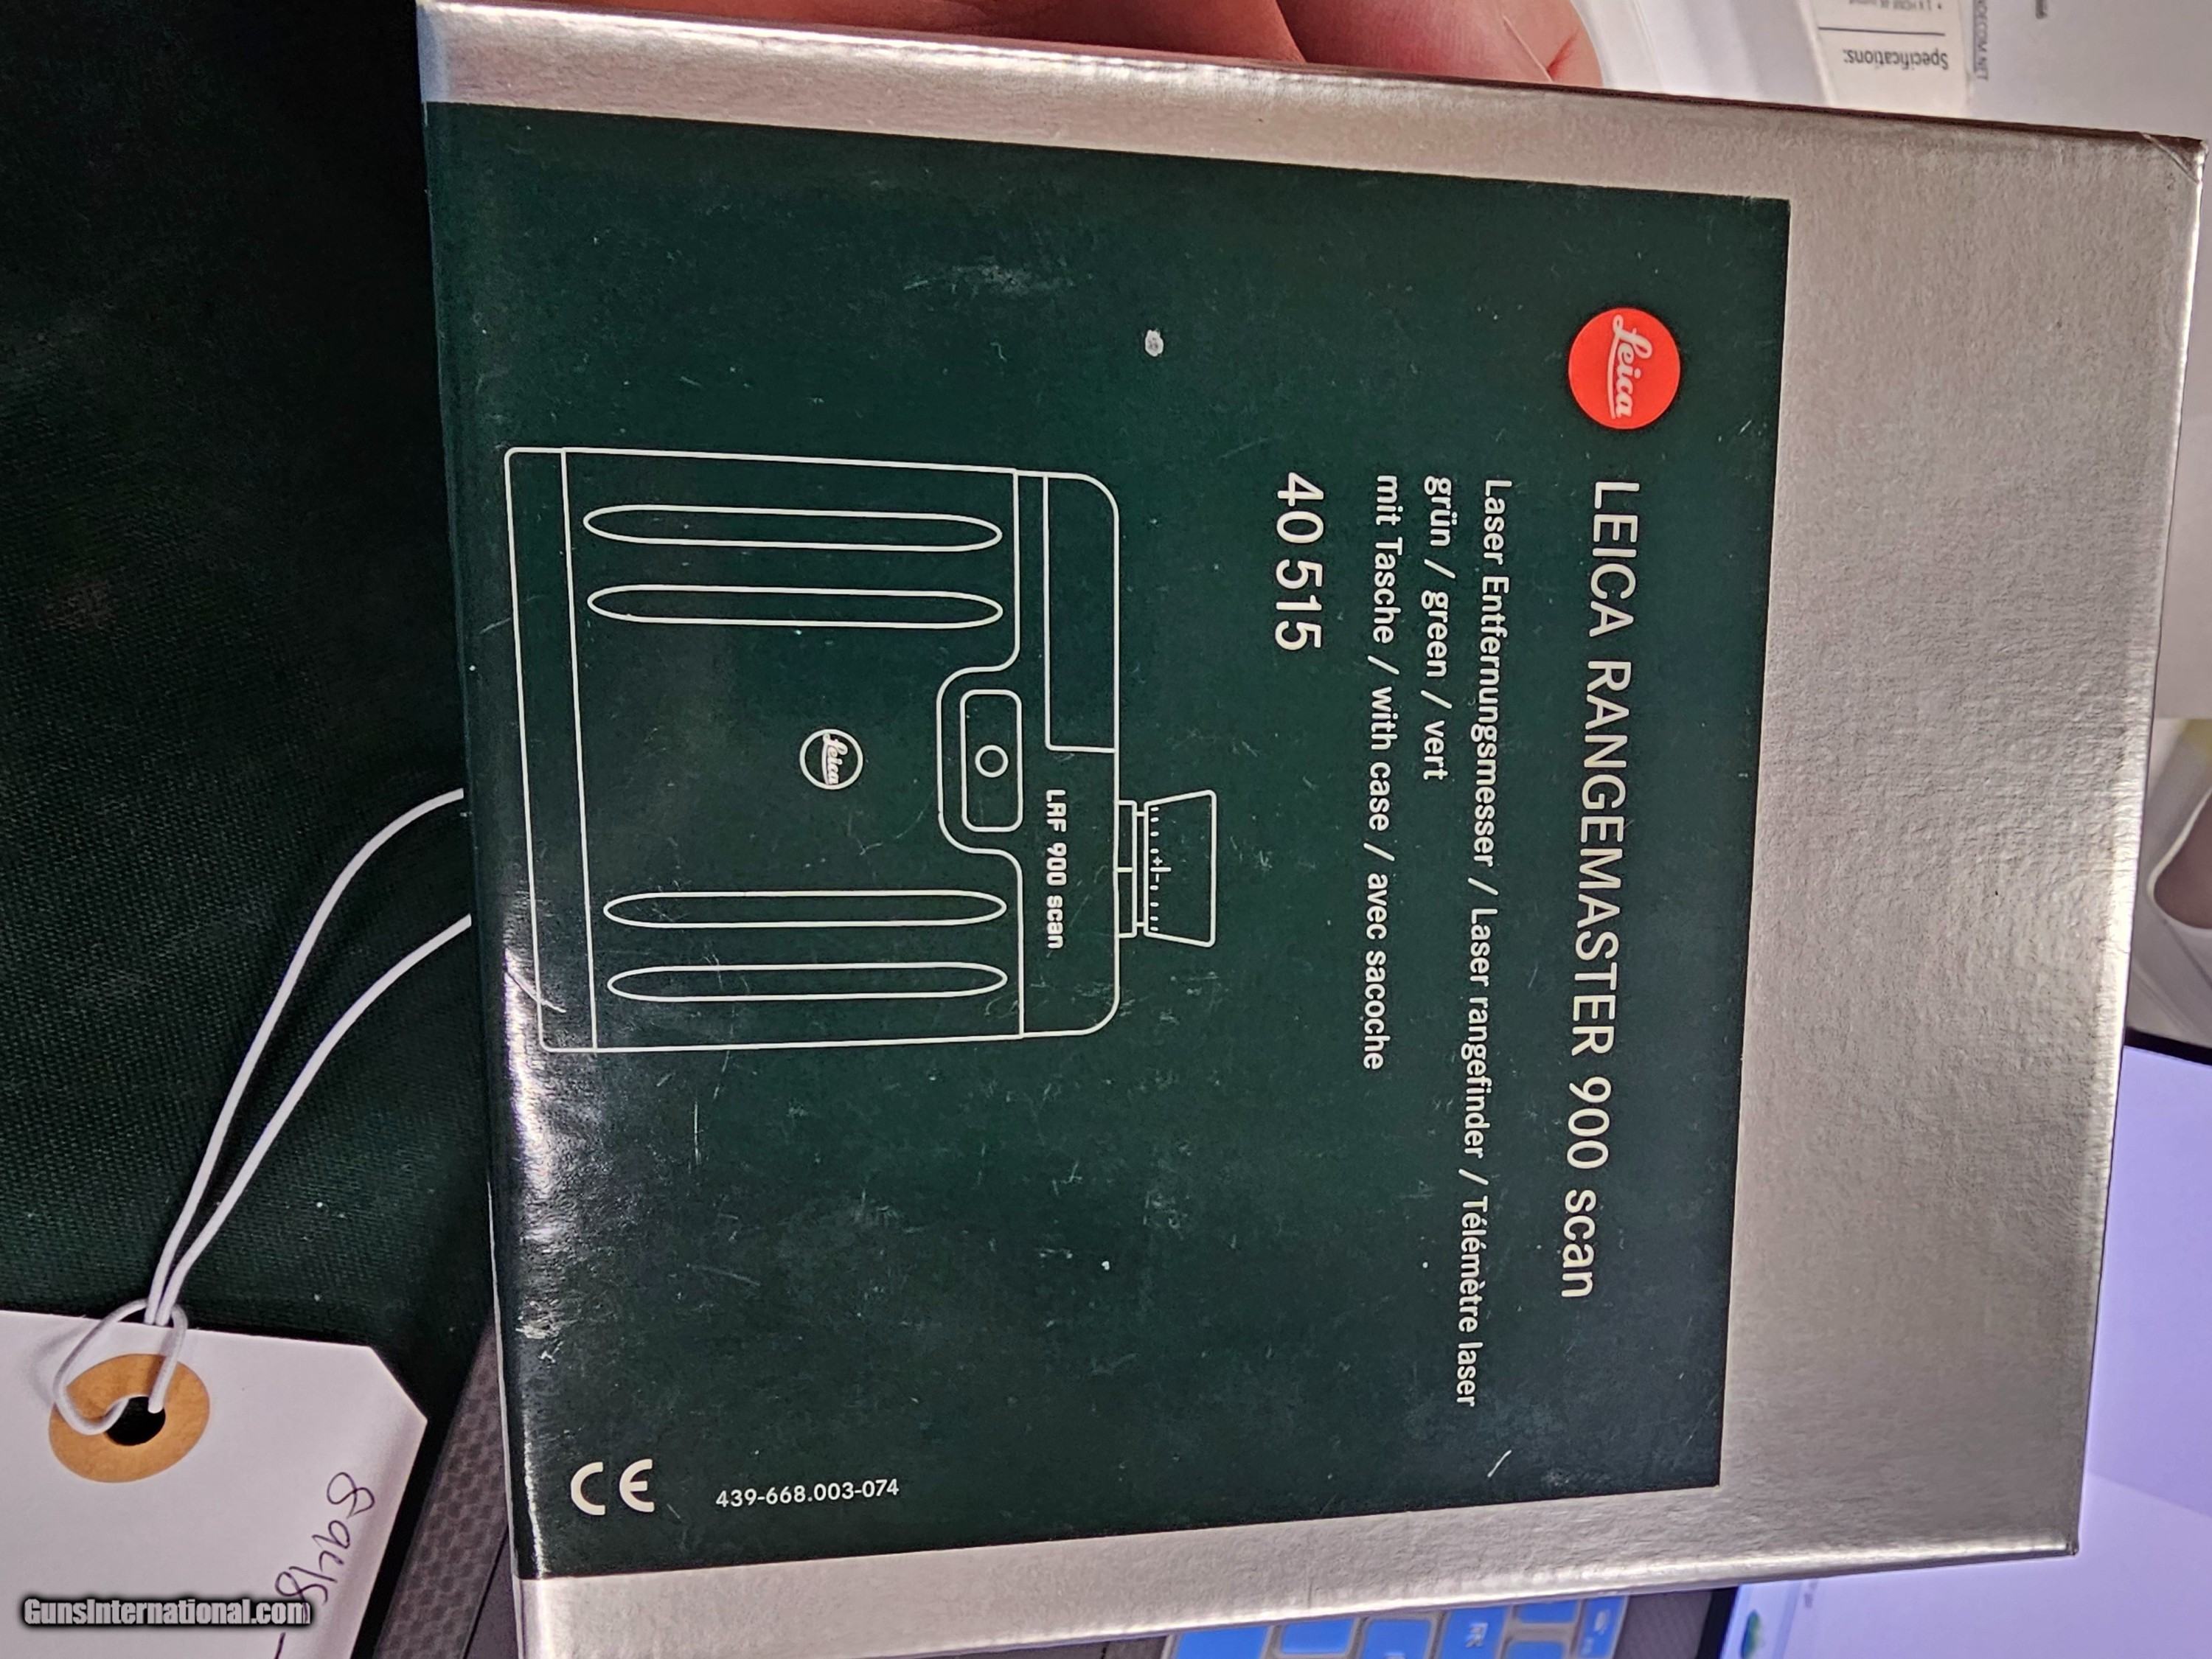 Leica
LEICA RANGEMASTER 900 scan
Laser Entfernungsmesser / Laser rangefinder / Télémètre laser
grün / green / vert
mit Tasche / with case / avec sacoche
40 515
LRF 900 scan
Leica
439-668.003-074
CE
Specifications:
GunsInternational.com